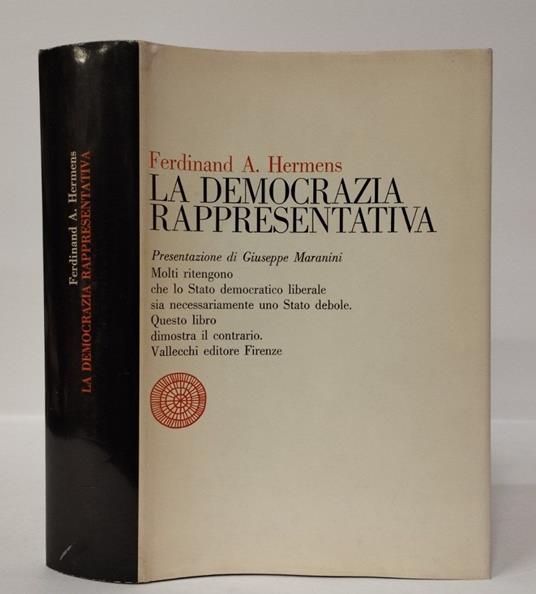 Ferdinand A. Hermens
LA DEMOCRAZIA RAPPRESENTATIVA
Ferdinand A. Hermens
LA DEMOCRAZIA
RAPPRESENTATIVA
Presentazione di Giuseppe Maranini
Molti ritengono
che lo Stato democratico liberale
sia necessariamente uno Stato debole.
Questo libro
dimostra il contrario.
Vallecchi editore Firenze